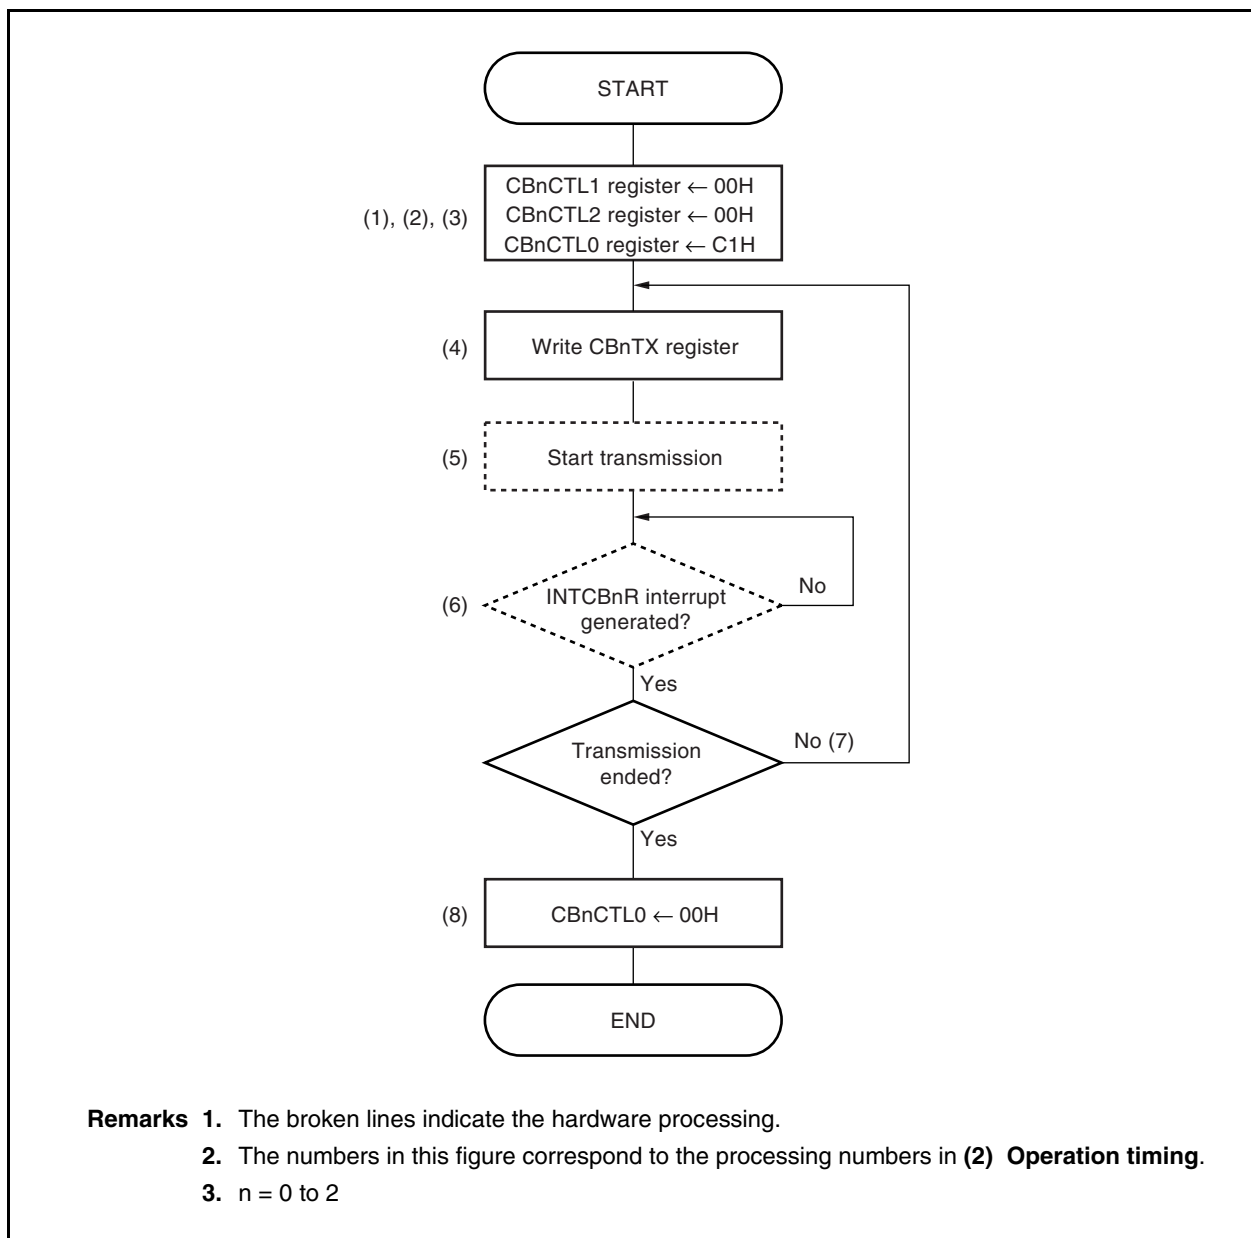 START
CBnCTL1 register ← 00H
CBnCTL2 register ← 00H
CBnCTL0 register ← C1H
(1), (2), (3)
(4)
Write CBnTX register
(5)
Start transmission
(6)
INTCBnR interrupt
generated?
No
Yes
Transmission
ended?
No (7)
Yes
(8)
CBnCTL0 ← 00H
END
Remarks 1. The broken lines indicate the hardware processing.
2. The numbers in this figure correspond to the processing numbers in (2) Operation timing.
3. n = 0 to 2